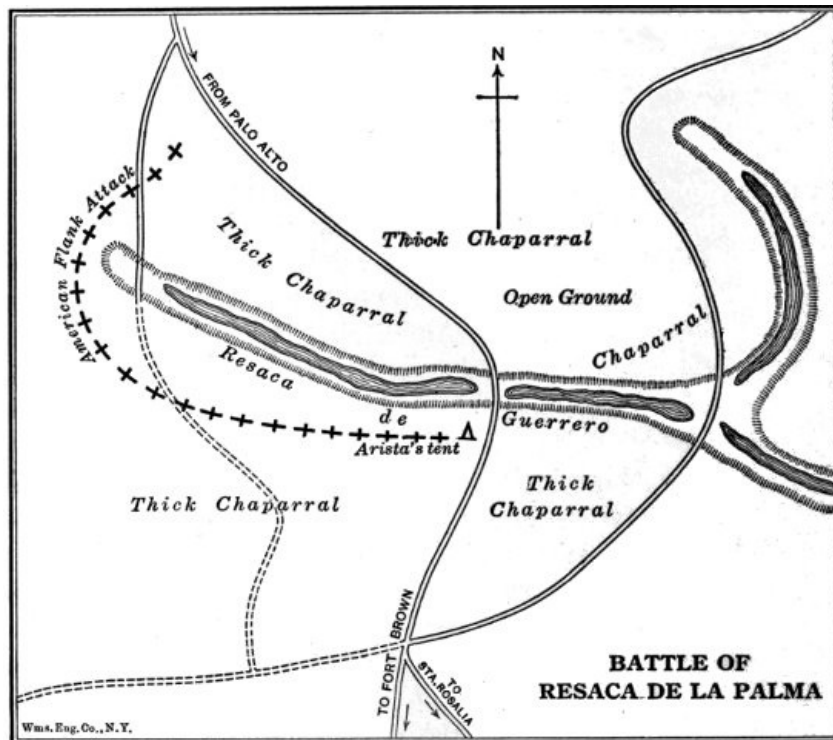 N
FROM PALO ALTO
American Flank Attack
Thick Chaparral
Thick Chaparral
Open Ground
Chaparral
Resaca
de
Guerrero
Arista's tent
Thick Chaparral
Thick
Chaparral
TO FORT BROWN
TO
STA. ROSALIA
BATTLE OF
RESACA DE LA PALMA
Wms. Eng. Co., N.Y.